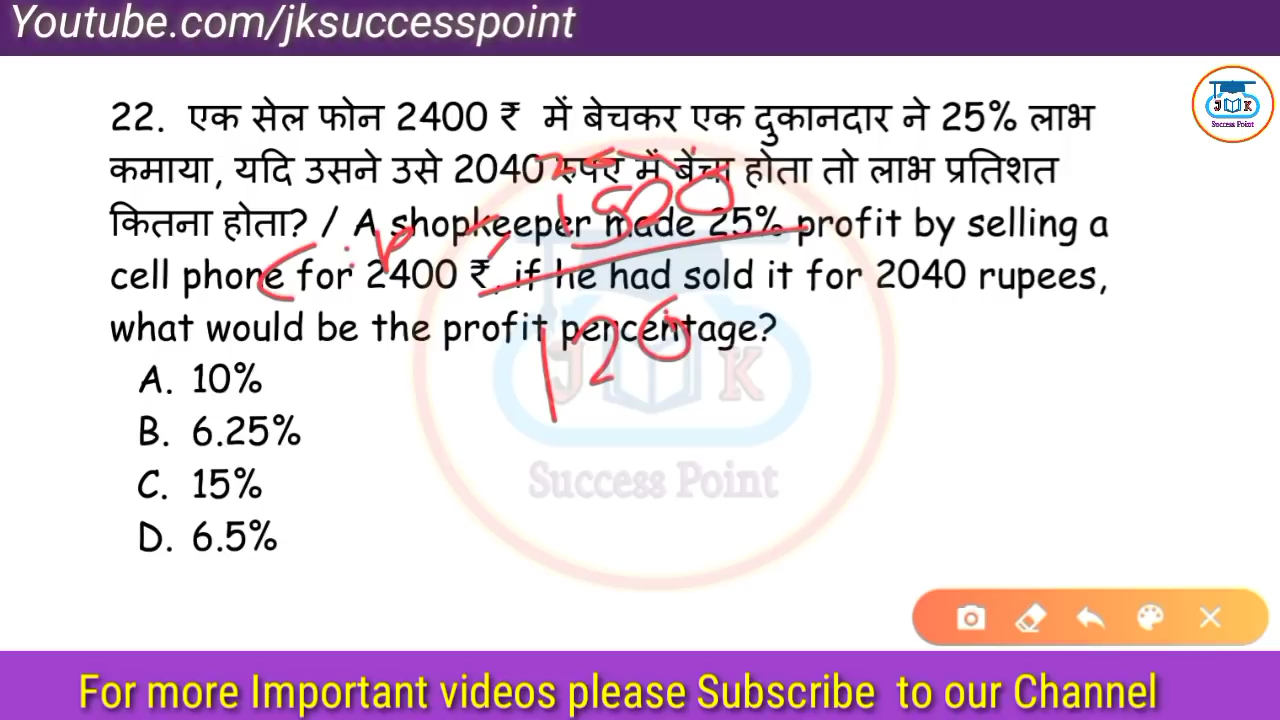 Youtube.com/jksuccesspoint
J K
Success Point
22. एक सेल फोन 2400 ₹ में बेचकर एक दुकानदार ने 25% लाभ
कमाया, यदि उसने उसे 2040 रुपए में बेचा होता तो लाभ प्रतिशत
कितना होता? / A shopkeeper made 25% profit by selling a
cell phone for 2400 ₹, if he had sold it for 2040 rupees,
what would be the profit percentage?
A. 10%
B. 6.25%
C. 15%
D. 6.5%
120
J K
Success Point
For more Important videos please Subscribe to our Channel